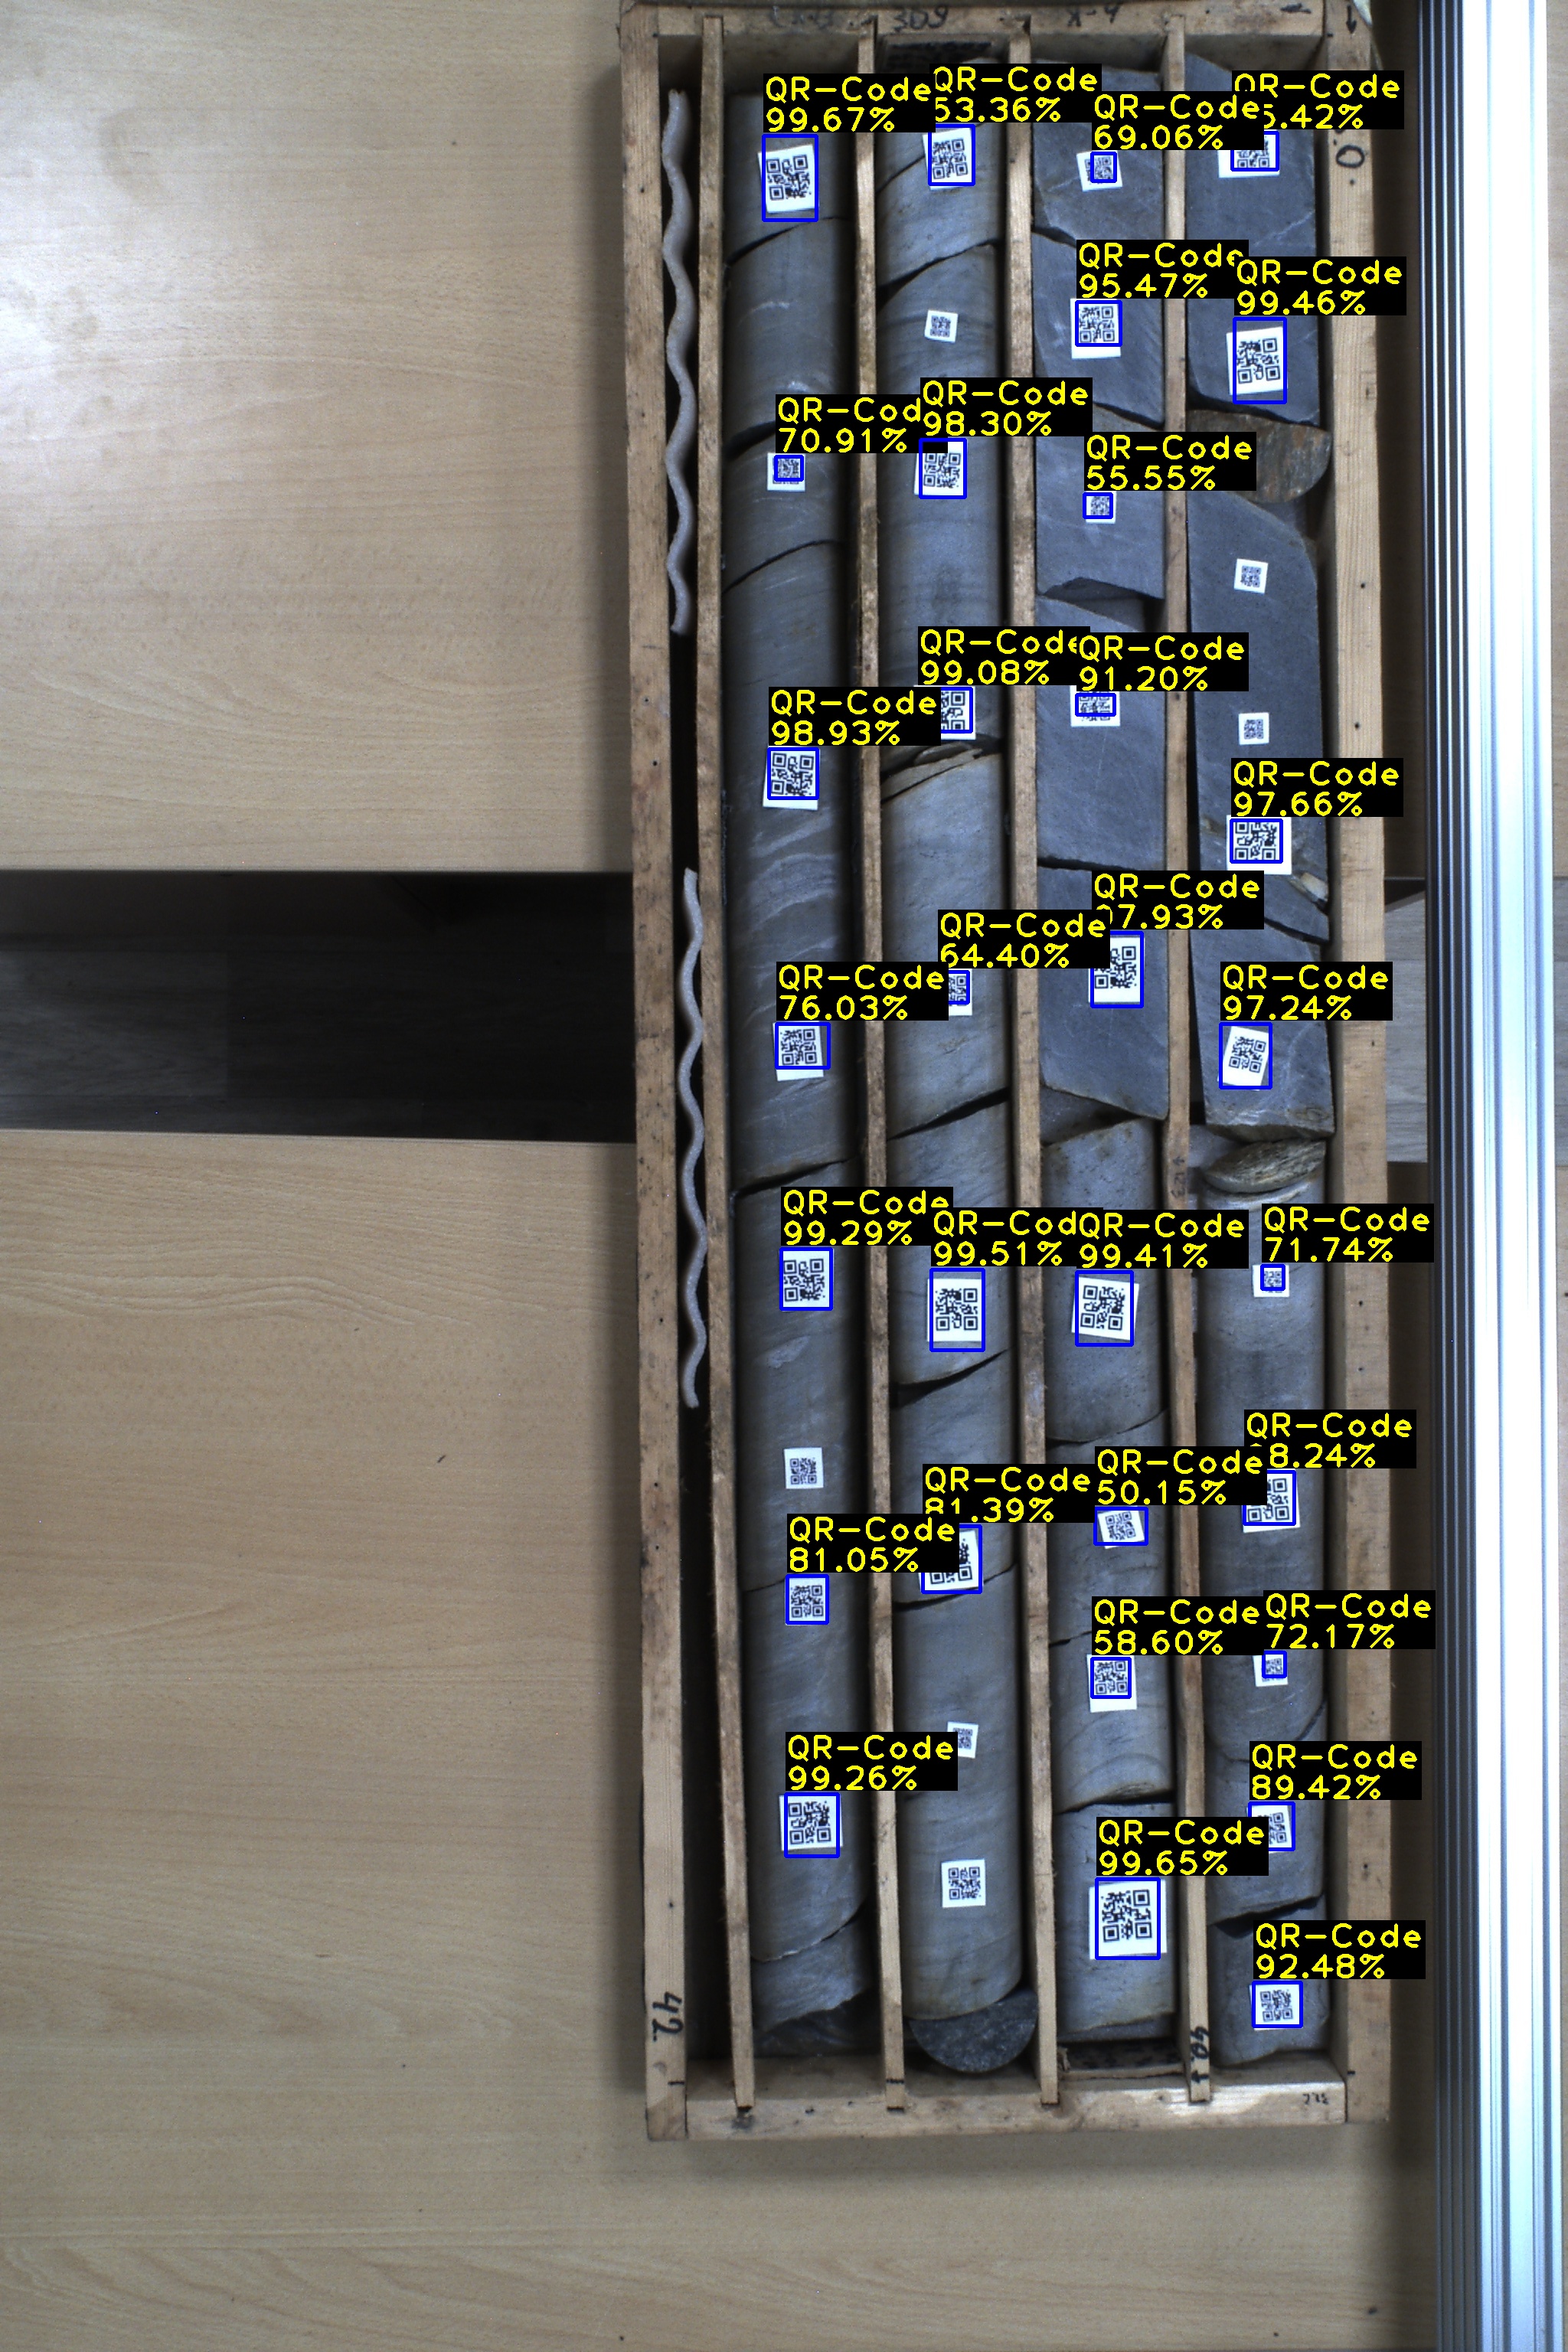 309
QR-Code
99.67%
QR-Code
53.36%
QR-Code
69.06%
QR-Code
5.42%
QR-Code
95.47%
QR-Code
99.46%
QR-Cod
70.91%
QR-Code
98.30%
QR-Code
55.55%
QR-Code
99.08%
QR-Code
91.20%
QR-Code
98.93%
QR-Code
97.66%
QR-Code
7.93%
QR-Code
64.40%
QR-Code
76.03%
QR-Code
97.24%
QR-Code
99.29%
QR-Cod
99.51%
QR-Code
99.41%
QR-Code
71.74%
QR-Code
8.24%
QR-Code
50.15%
QR-Code
81.39%
QR-Code
81.05%
QR-Code
58.60%
QR-Code
72.17%
QR-Code
99.26%
QR-Code
89.42%
QR-Code
99.65%
QR-Code
92.48%
42